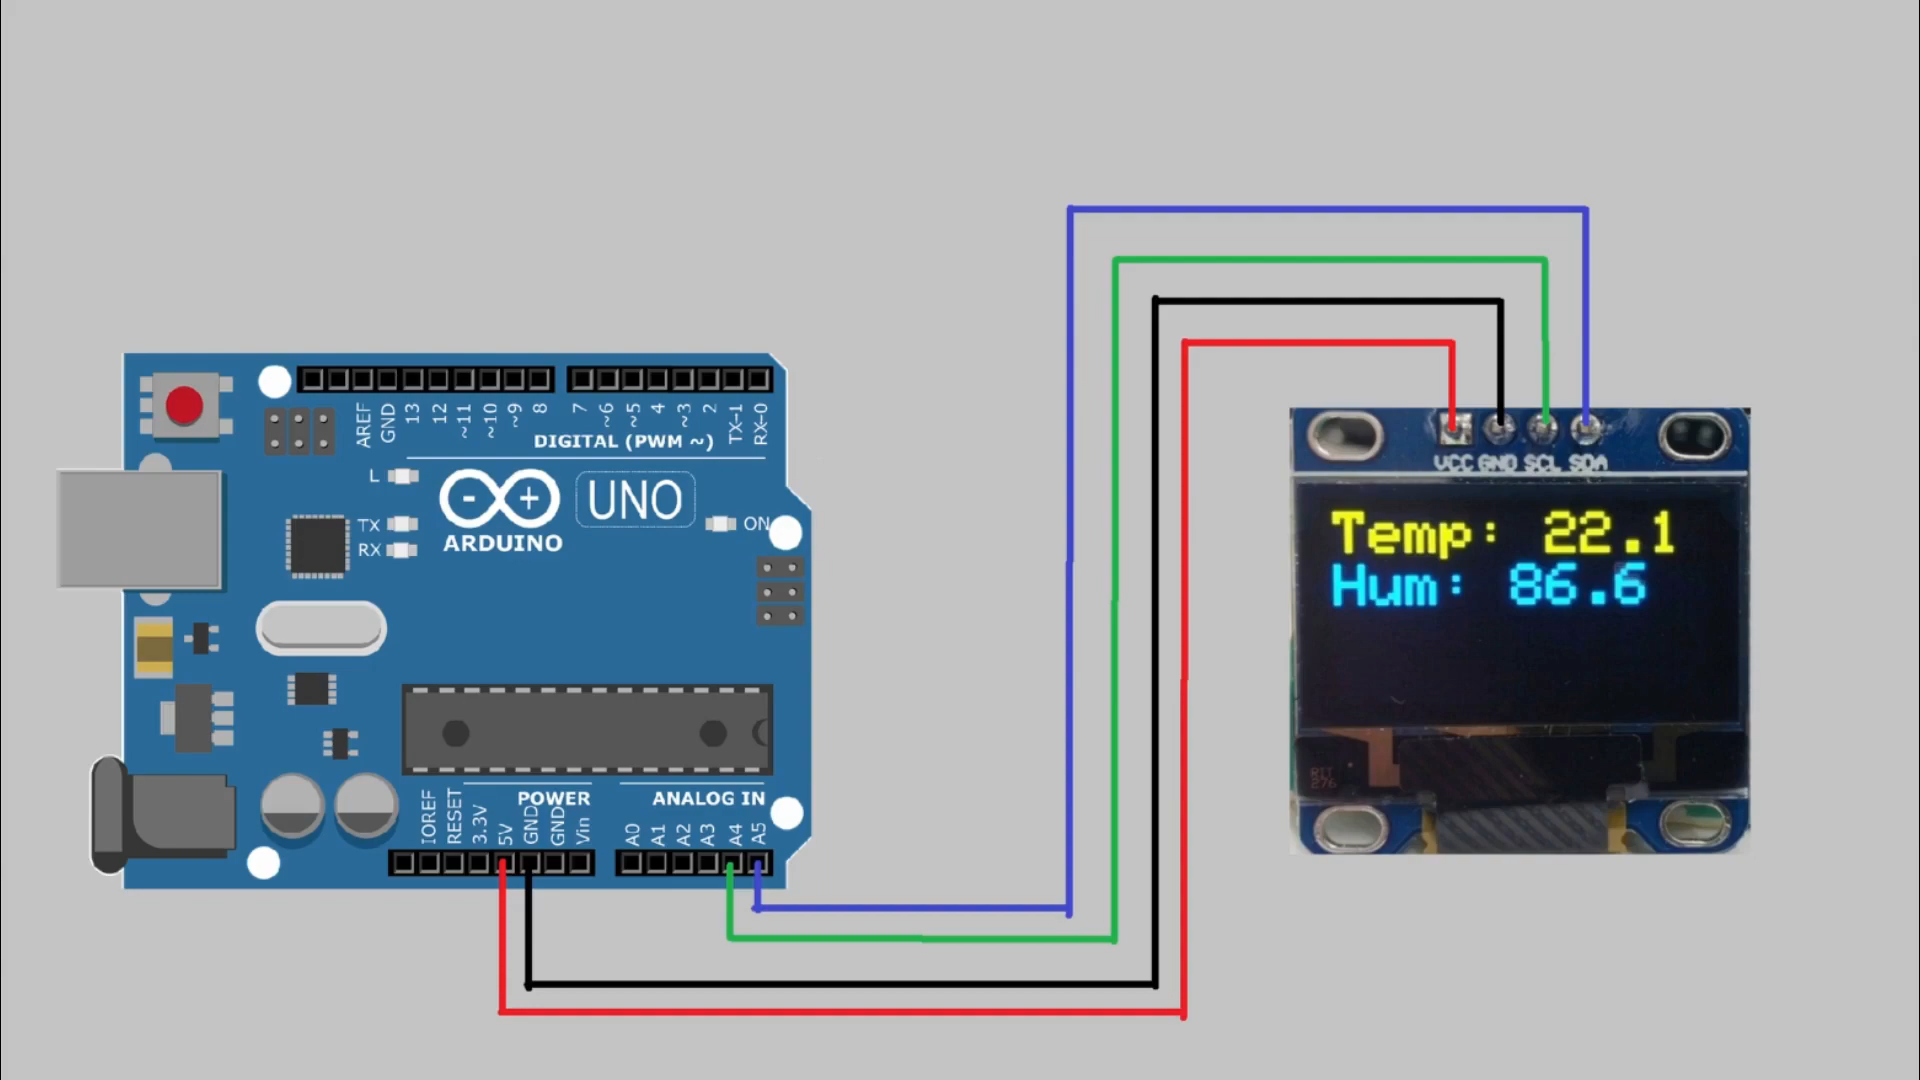 AREF
GND
13
12
~11
~10
~9
8
7
~6
~5
4
~3
2
TX-1
RX-0
DIGITAL (PWM ~)
L
TX
RX
- +
ARDUINO
UNO
ON
POWER
ANALOG IN
IOREF
RESET
3.3V
5V
GND
GND
Vin
A0
A1
A2
A3
A4
A5
VCC GND SCL SDA
Temp: 22.1
Hum: 86.6
RIT
276